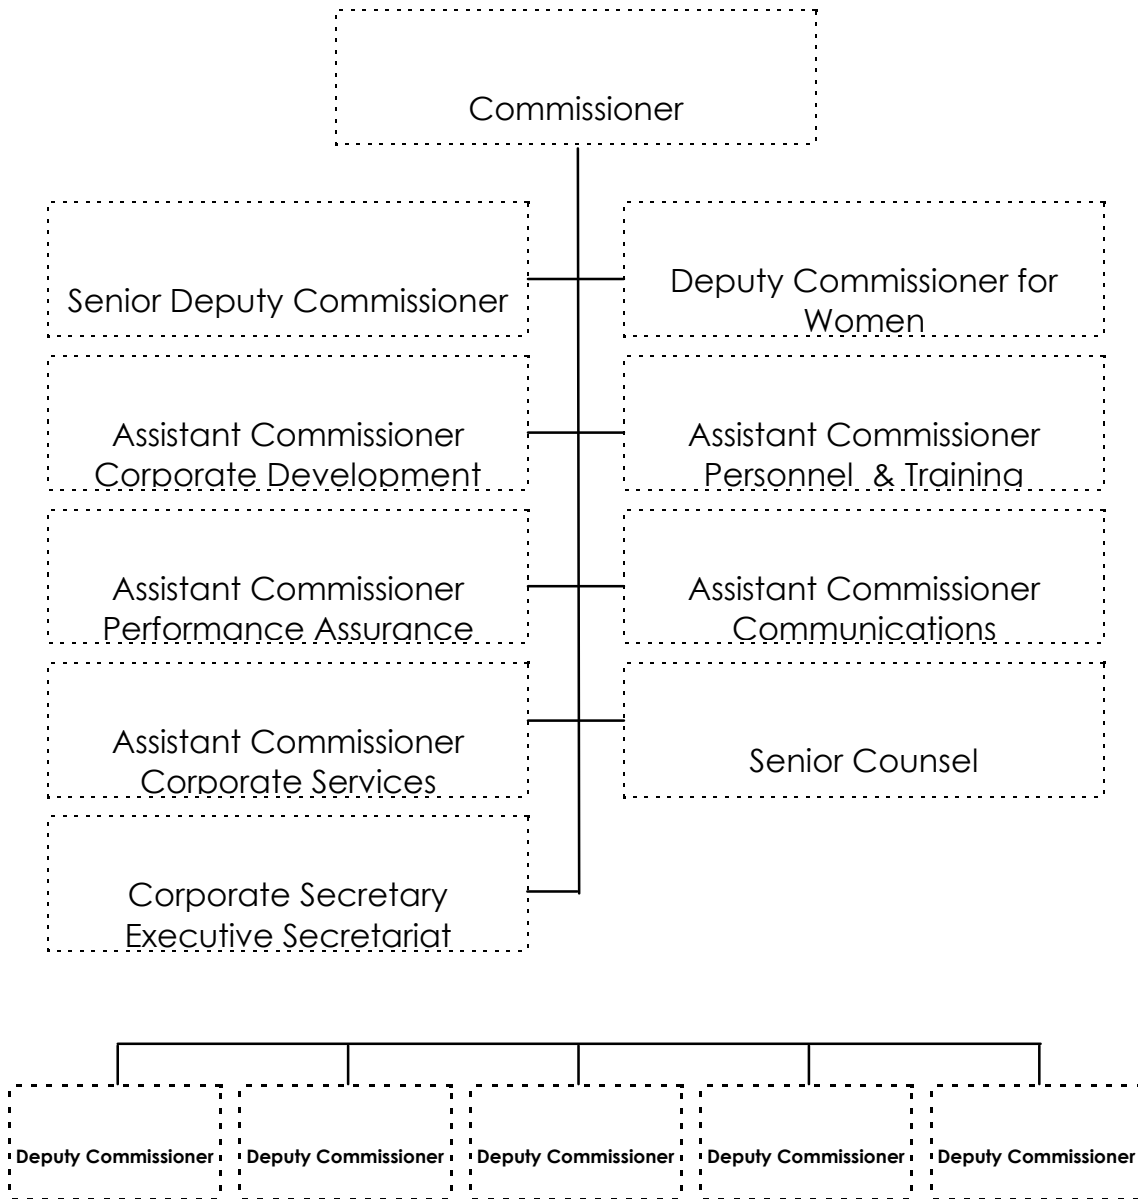 Commissioner
Senior Deputy Commissioner
Deputy Commissioner for
Women
Assistant Commissioner
Corporate Development
Assistant Commissioner
Personnel & Training
Assistant Commissioner
Performance Assurance
Assistant Commissioner
Communications
Assistant Commissioner
Corporate Services
Senior Counsel
Corporate Secretary
Executive Secretariat
Deputy Commissioner
Deputy Commissioner
Deputy Commissioner
Deputy Commissioner
Deputy Commissioner